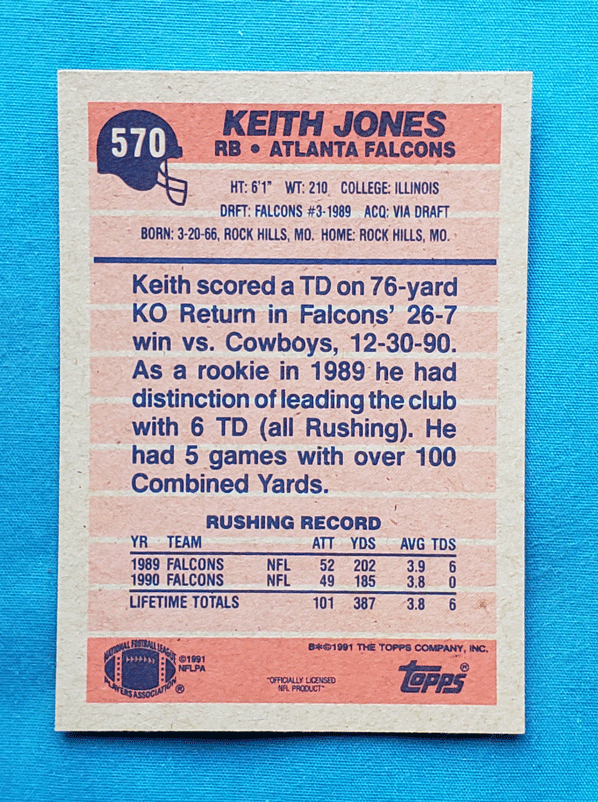 570
KEITH JONES
RB • ATLANTA FALCONS
HT: 6'1" WT: 210 COLLEGE: ILLINOIS
DRFT: FALCONS #3-1989 ACQ: VIA DRAFT
BORN: 3-20-66, ROCK HILLS, MO. HOME: ROCK HILLS, MO.
Keith scored a TD on 76-yard
KO Return in Falcons' 26-7
win vs. Cowboys, 12-30-90.
As a rookie in 1989 he had
distinction of leading the club
with 6 TD (all Rushing). He
had 5 games with over 100
Combined Yards.
RUSHING RECORD
YR TEAM ATT YDS AVG TDS
1989 FALCONS NFL 52 202 3.9 6
1990 FALCONS NFL 49 185 3.8 0
LIFETIME TOTALS 101 387 3.8 6
NATIONAL FOOTBALL LEAGUE
PLAYERS ASSOCIATION ®
©1991
NFLPA
"OFFICIALLY LICENSED
NFL PRODUCT"
B✻©1991 THE TOPPS COMPANY, INC.
topps ®